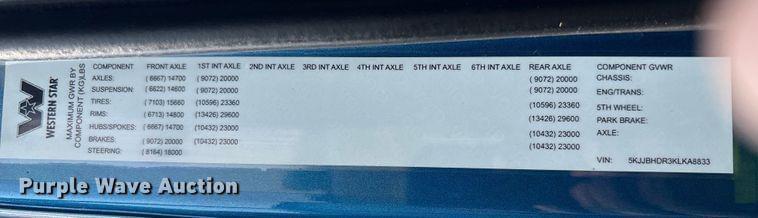 WESTERN STAR
MAXIMUM GWR BY
COMPONENT (KG)LBS
COMPONENT FRONT AXLE 1ST INT AXLE 2ND INT AXLE 3RD INT AXLE 4TH INT AXLE 5TH INT AXLE 6TH INT AXLE REAR AXLE COMPONENT GVWR
AXLES: (6667) 14700 (9072) 20000 (9072) 20000 CHASSIS:
SUSPENSION: (6622) 14600 (9072) 20000 (9072) 20000 ENG/TRANS:
TIRES: (7103) 15660 (10596) 23360 (10596) 23360 5TH WHEEL:
RIMS: (6713) 14800 (13426) 29600 (13426) 29600 PARK BRAKE:
HUBS/SPOKES: (6667) 14700 (10432) 23000 (10432) 23000 AXLE:
BRAKES: (9072) 20000 (10432) 23000 (10432) 23000
STEERING: (8164) 18000
VIN: 5KJJBHDR3KLKA8833
Purple Wave Auction